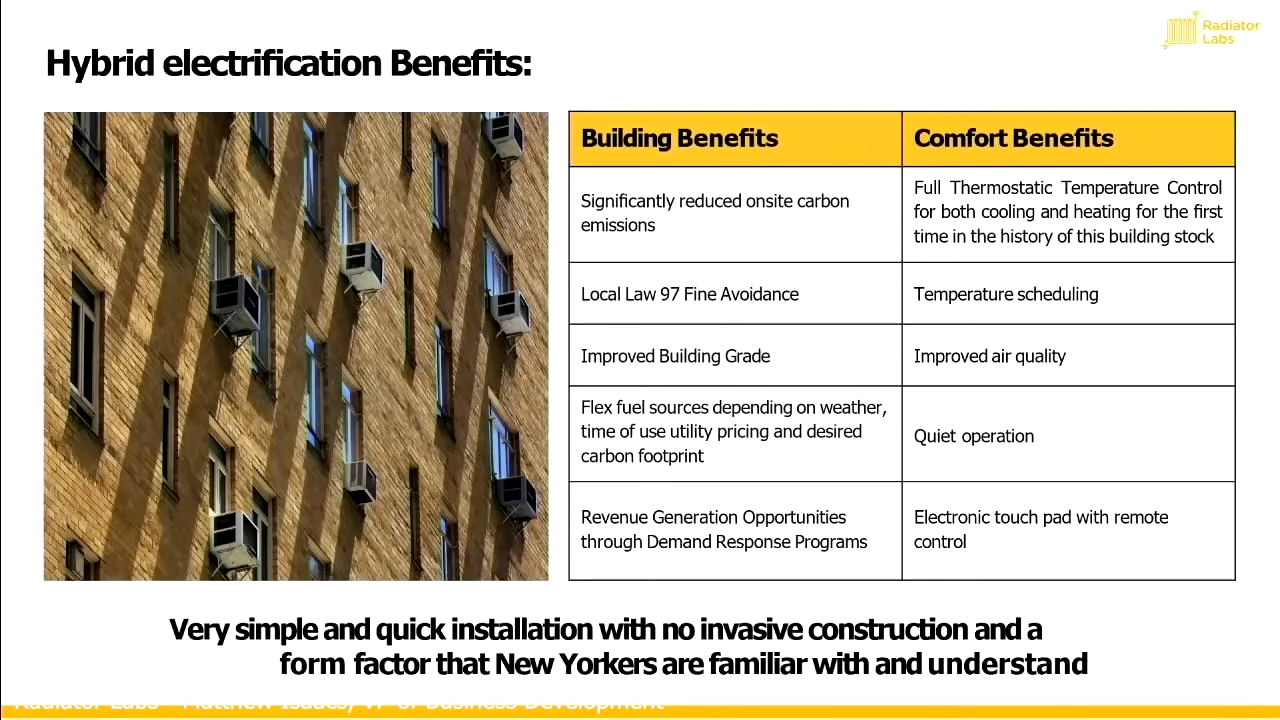 Radiator
Labs
Hybrid electrification Benefits:
Building Benefits
Comfort Benefits
Significantly reduced onsite carbon
emissions
Full Thermostatic Temperature Control
for both cooling and heating for the first
time in the history of this building stock
Local Law 97 Fine Avoidance
Temperature scheduling
Improved Building Grade
Improved air quality
Flex fuel sources depending on weather,
time of use utility pricing and desired
carbon footprint
Quiet operation
Revenue Generation Opportunities
through Demand Response Programs
Electronic touch pad with remote
control
Very simple and quick installation with no invasive construction and a
form factor that New Yorkers are familiar with and understand
Radiator Labs - Matthew Isaacs, VP of Business Development